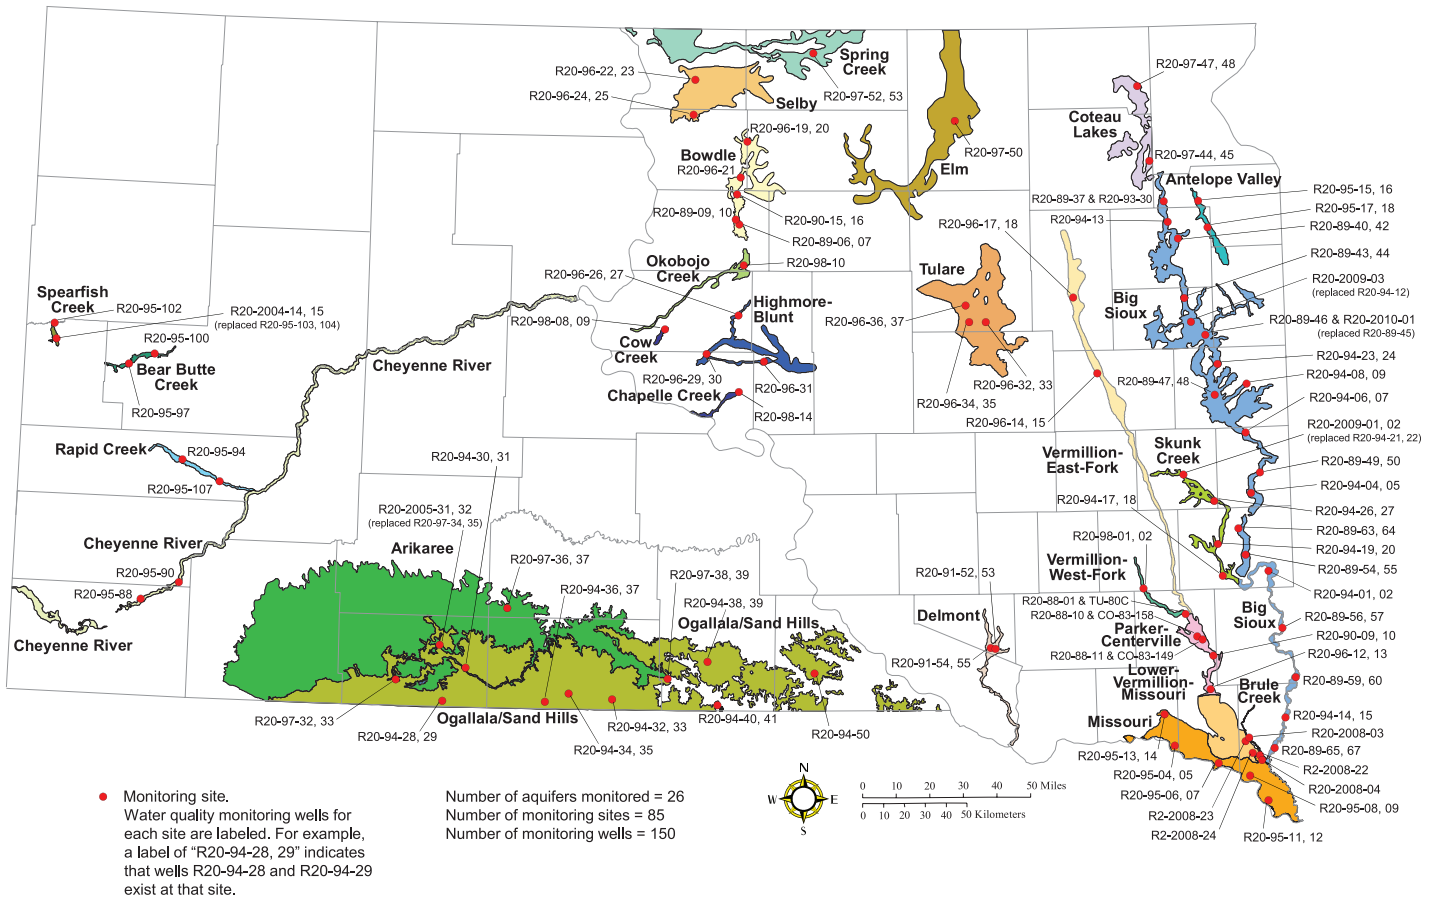 R20-97-47, 48
Spring
Creek
R20-96-22, 23
R20-97-52, 53
R20-96-24, 25
Selby
Coteau
Lakes
R20-96-19, 20
R20-97-50
Bowdle
R20-96-21
Elm
R20-97-44, 45
Antelope Valley
R20-89-37 & R20-93-30
R20-95-15, 16
R20-95-17, 18
R20-89-09, 10
R20-90-15, 16
R20-96-17, 18
R20-94-13
R20-89-40, 42
R20-89-06, 07
R20-89-43, 44
Okobojo
Creek
R20-98-10
R20-96-26, 27
Tulare
R20-2009-03
(replaced R20-94-12)
Spearfish
Creek
R20-95-102
R20-2004-14, 15
(replaced R20-95-103, 104)
Highmore-
Blunt
Big
Sioux
R20-98-08, 09
R20-96-36, 37
R20-89-46 & R20-2010-01
(replaced R20-89-45)
R20-95-100
Bear Butte
Creek
Cow
Creek
Cheyenne River
R20-94-23, 24
R20-96-29, 30
R20-96-31
R20-96-32, 33
R20-89-47, 48
R20-94-08, 09
Chapelle Creek
R20-96-34, 35
R20-94-06, 07
R20-95-97
R20-98-14
R20-96-14, 15
R20-2009-01, 02
(replaced R20-94-21, 22)
Rapid Creek
R20-95-94
R20-94-30, 31
Vermillion-
East-Fork
Skunk
Creek
R20-89-49, 50
R20-95-107
R20-94-17, 18
R20-94-04, 05
R20-2005-31, 32
(replaced R20-97-34, 35)
R20-94-26, 27
R20-89-63, 64
Cheyenne River
Arikaree
R20-98-01, 02
R20-94-19, 20
R20-97-36, 37
R20-97-38, 39
R20-91-52, 53
Vermillion-
West-Fork
R20-89-54, 55
R20-95-90
R20-95-88
R20-94-36, 37
R20-94-38, 39
R20-94-01, 02
R20-88-01 & TU-80C
R20-88-10 & CO-83-158
Ogallala/Sand Hills
Delmont
Big
Sioux
R20-89-56, 57
Cheyenne River
Parker-
Centerville
R20-90-09, 10
R20-88-11 & CO-83-149
R20-96-12, 13
R20-91-54, 55
Lower-
Vermillion-
Missouri
Brule
Creek
R20-89-59, 60
R20-97-32, 33
Ogallala/Sand Hills
R20-94-32, 33
R20-94-40, 41
R20-94-50
Missouri
R20-94-14, 15
R20-94-28, 29
R20-2008-03
R20-94-34, 35
R20-95-13, 14
R20-89-65, 67
R20-95-04, 05
R2-2008-22
R20-95-06, 07
R20-2008-04
R20-95-08, 09
R2-2008-23
R2-2008-24
R20-95-11, 12
N
W
E
S
0 10 20 30 40 50 Miles
0 10 20 30 40 50 Kilometers
Monitoring site.
Water quality monitoring wells for
each site are labeled. For example,
a label of “R20-94-28, 29” indicates
that wells R20-94-28 and R20-94-29
exist at that site.
Number of aquifers monitored = 26
Number of monitoring sites = 85
Number of monitoring wells = 150